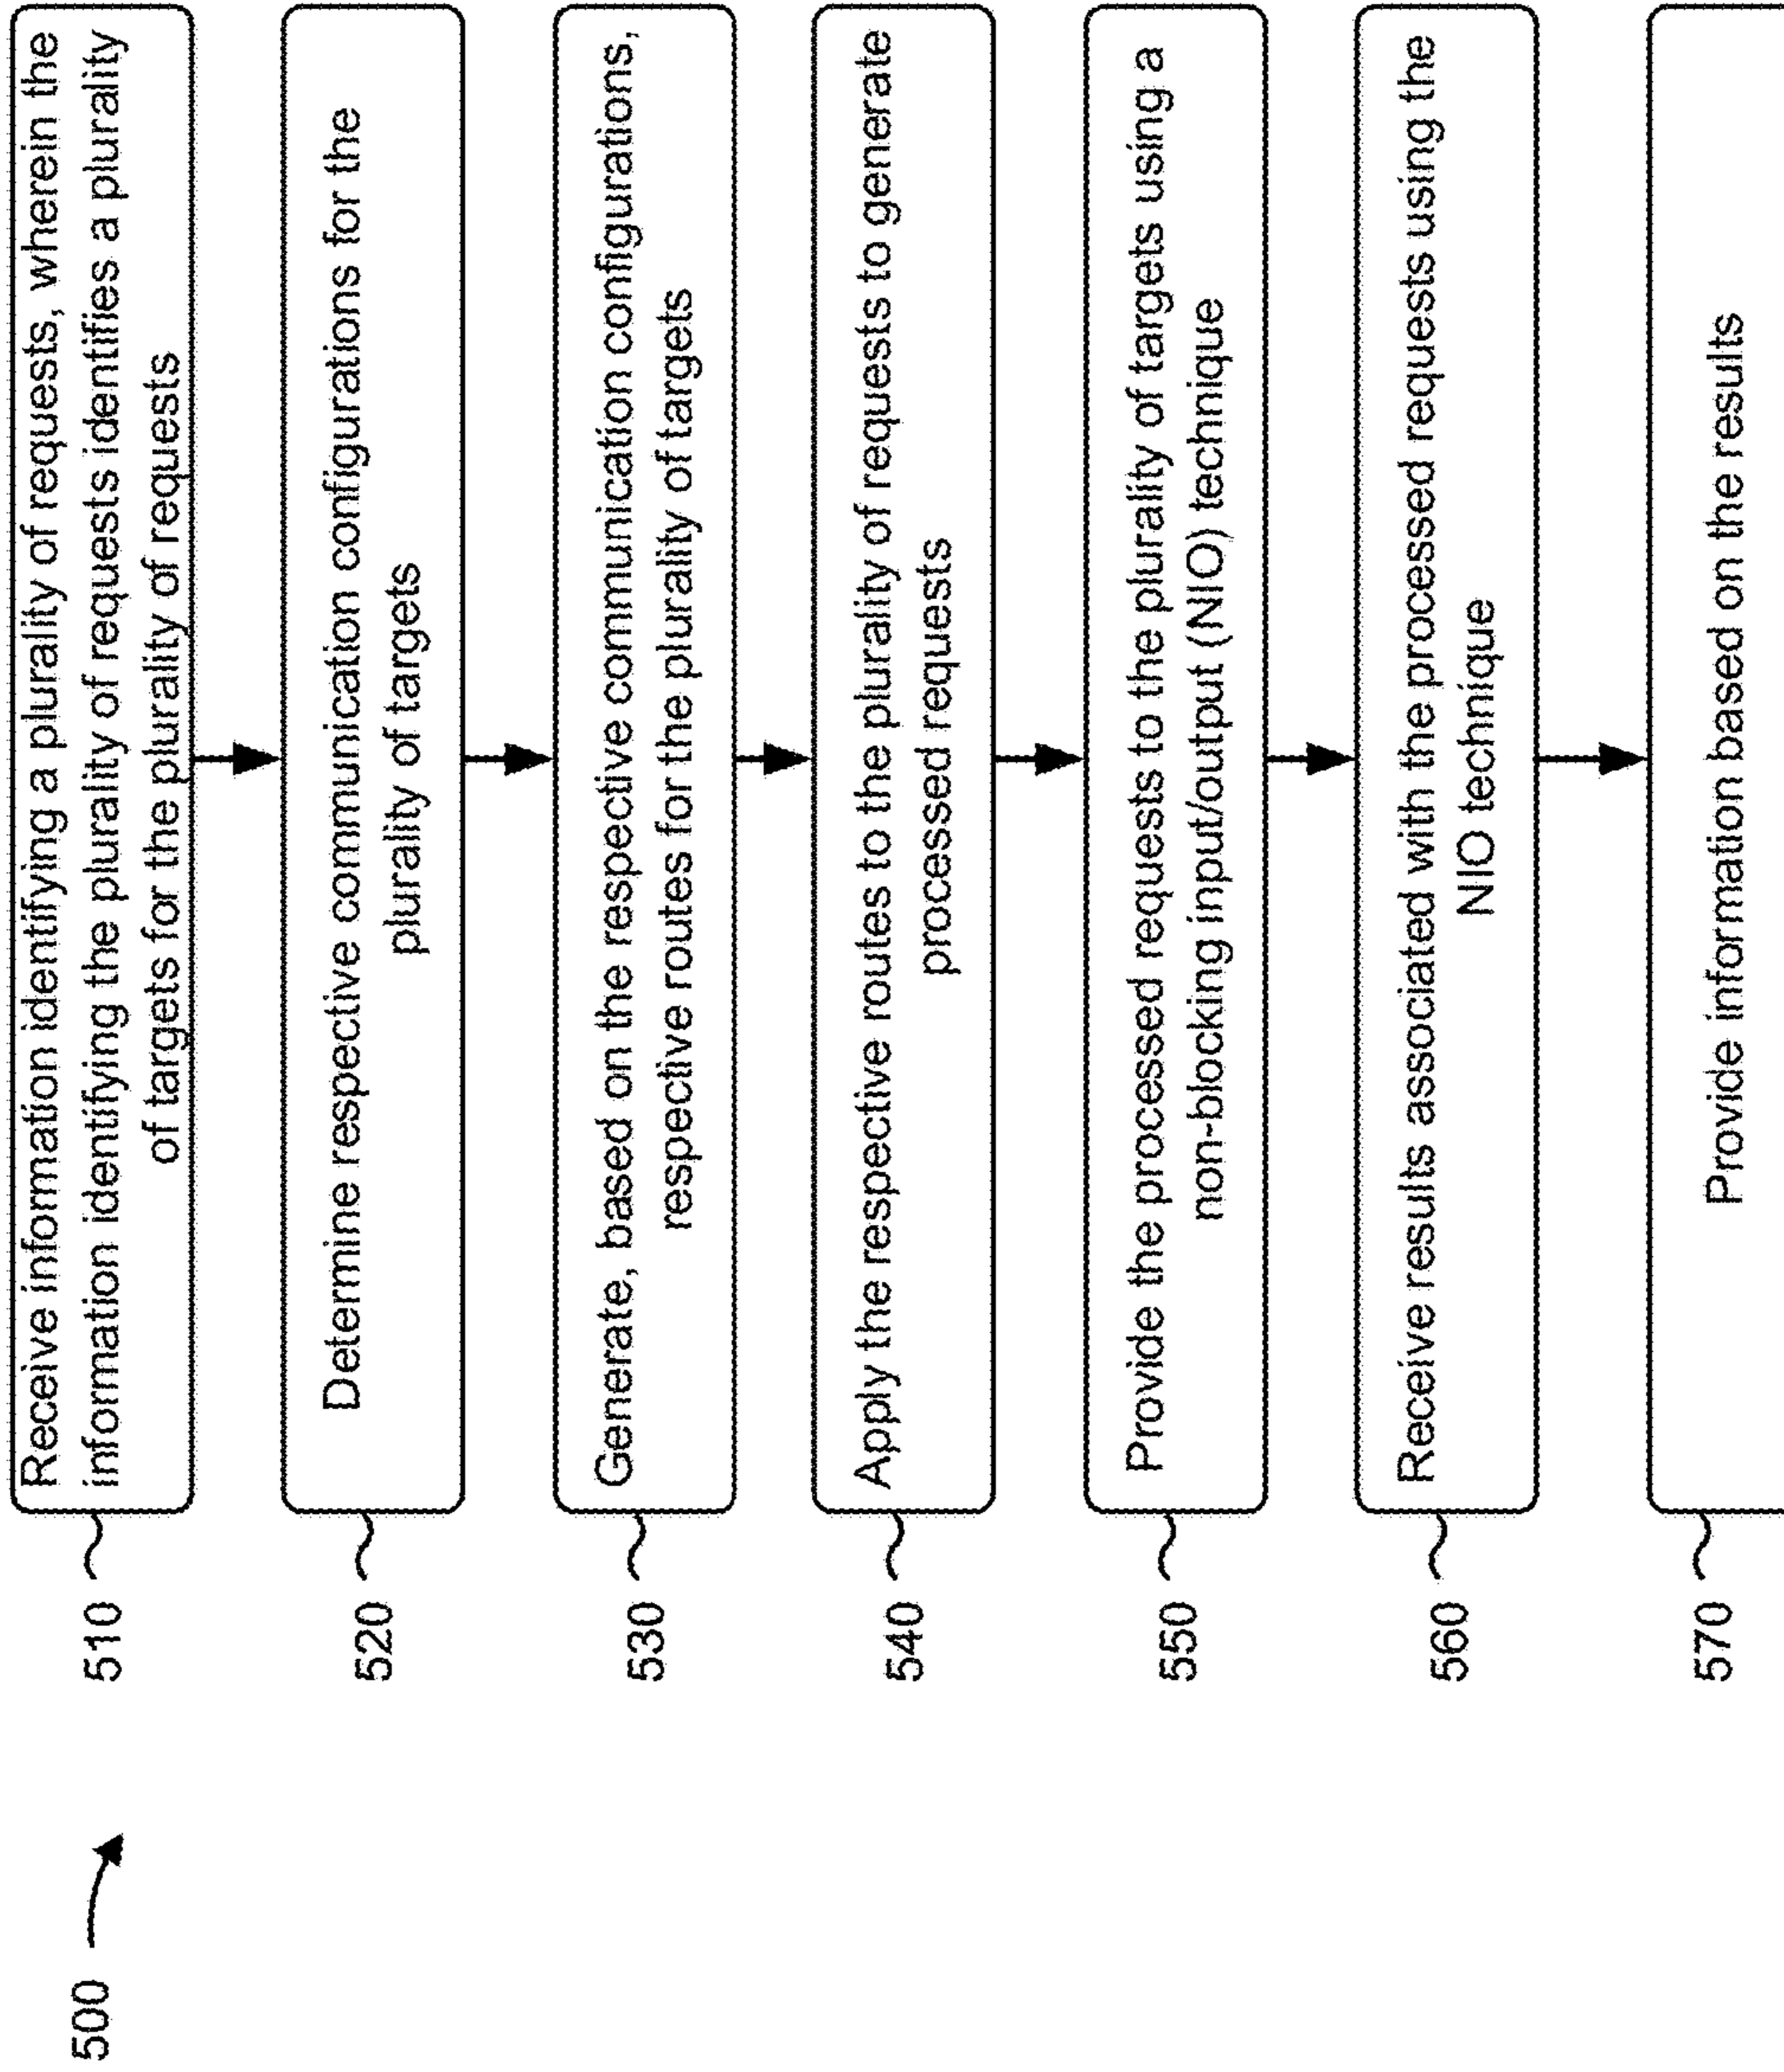 500
510
Receive information identifying a plurality of requests, wherein the
information identifying the plurality of requests identifies a plurality
of targets for the plurality of requests
520
Determine respective communication configurations for the
plurality of targets
530
Generate, based on the respective communication configurations,
respective routes for the plurality of targets
540
Apply the respective routes to the plurality of requests to generate
processed requests
550
Provide the processed requests to the plurality of targets using a
non-blocking input/output (NIO) technique
560
Receive results associated with the processed requests using the
NIO technique
570
Provide information based on the results